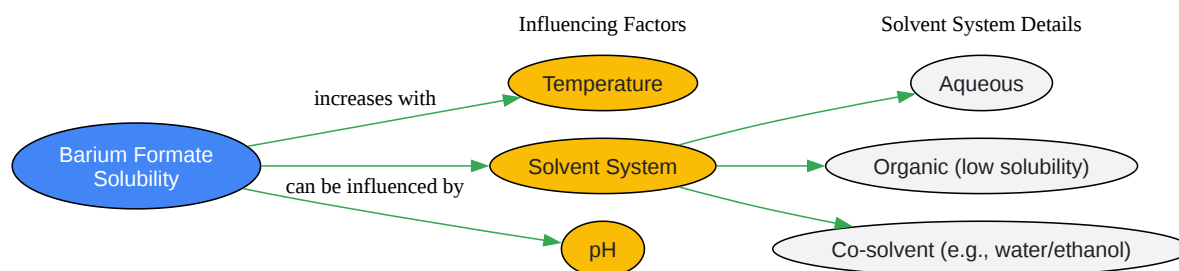 Influencing Factors
Solvent System Details
Temperature
Aqueous
increases with
Barium Formate
Solubility
Solvent System
Organic (low solubility)
can be influenced by
pH
Co-solvent (e.g., water/ethanol)